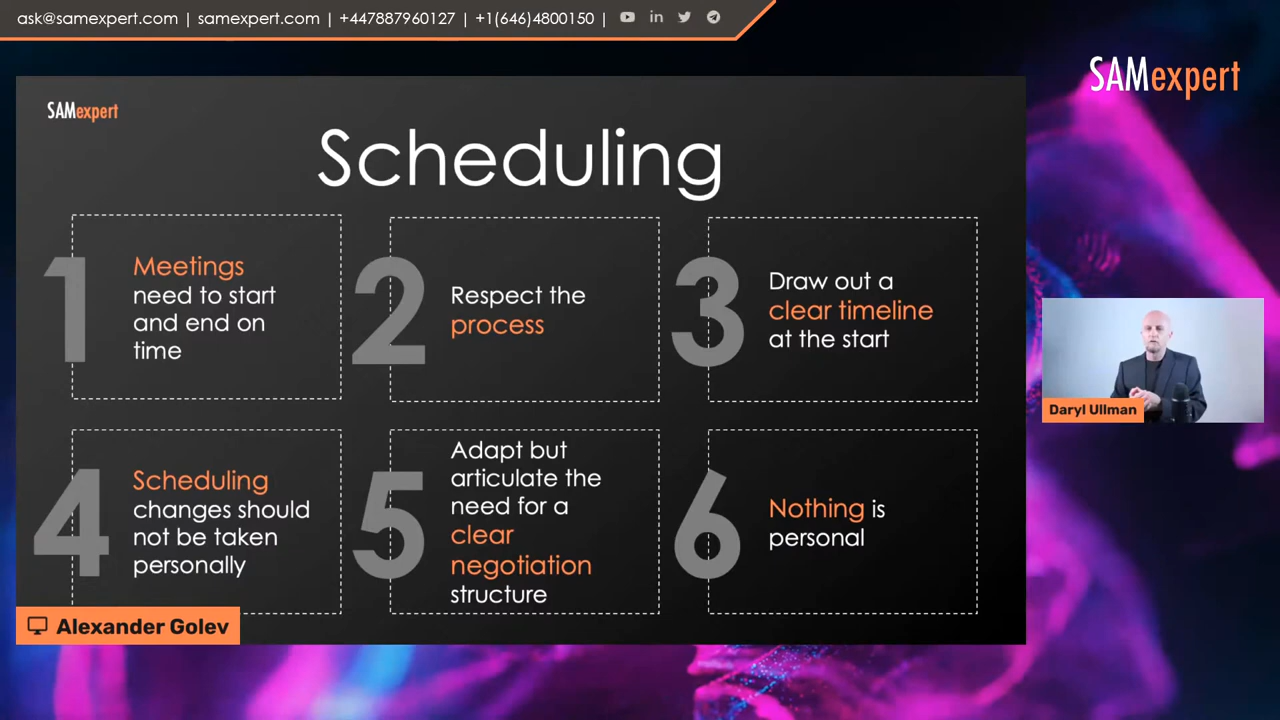 ask@samexpert.com | samexpert.com | +447887960127 | +1(646)4800150 |
SAMexpert
SAMexpert
Scheduling
1
Meetings
need to start
and end on
time
2
Respect the
process
3
Draw out a
clear timeline
at the start
4
Scheduling
changes should
not be taken
personally
5
Adapt but
articulate the
need for a
clear
negotiation
structure
6
Nothing is
personal
Daryl Ullman
Alexander Golev